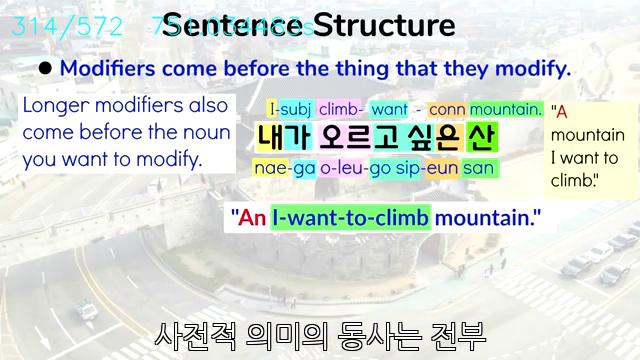 Sentence Structure
● Modifiers come before the thing that they modify.
Longer modifiers also
come before the noun
you want to modify.
I-subj climb- want - conn mountain.
내가 오르고 싶은 산
nae-ga o-leu-go sip-eun san
"A
mountain
I want to
climb."
"An I-want-to-climb mountain."
사전적 의미의 동사는 전부
314/572